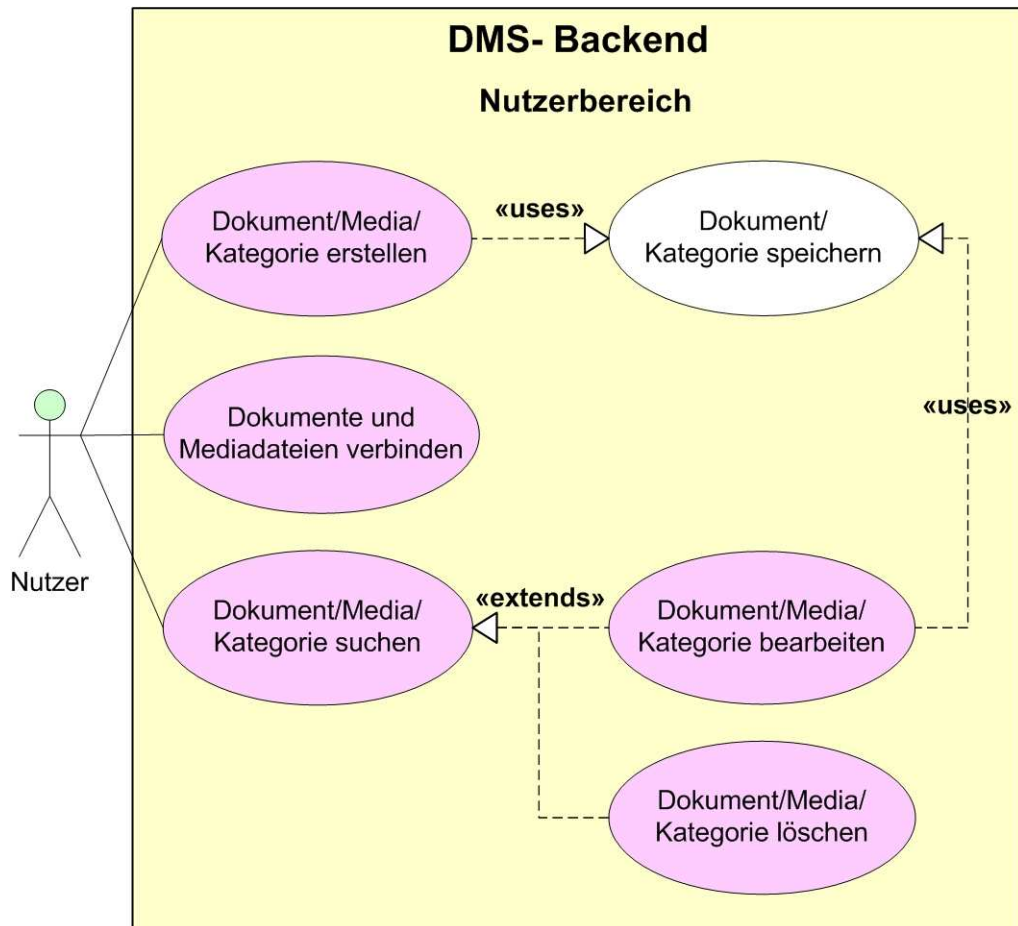 DMS- Backend
Nutzerbereich
Dokument/Media/
Kategorie erstellen
«uses»
Dokument/
Kategorie speichern
Dokumente und
Mediadateien verbinden
«uses»
Nutzer
Dokument/Media/
Kategorie suchen
«extends»
Dokument/Media/
Kategorie bearbeiten
Dokument/Media/
Kategorie löschen